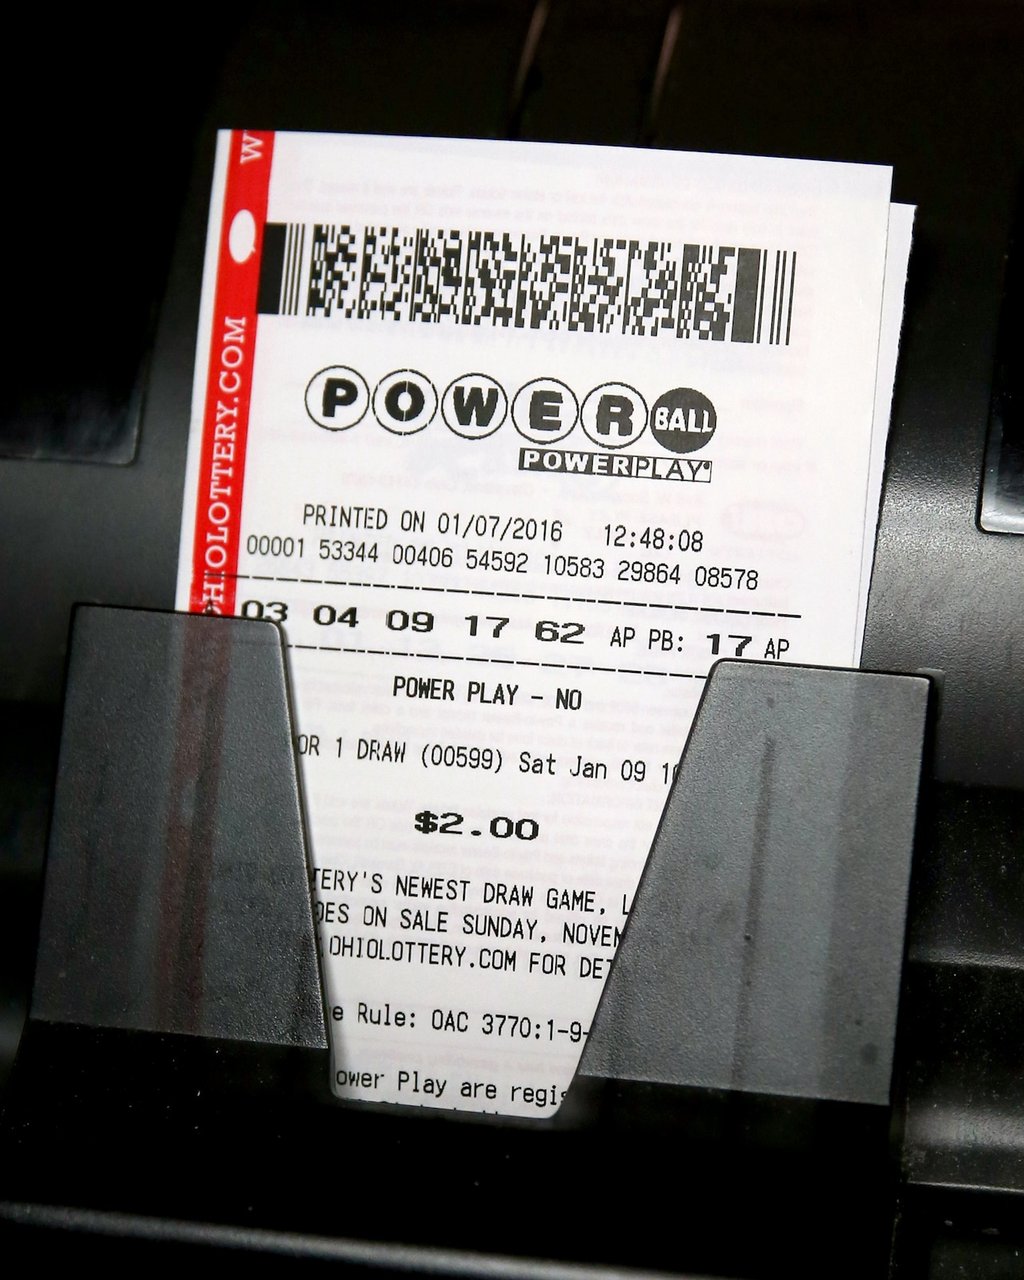 W
OHIOLOTTERY.COM
POWERBALL
POWERPLAY
PRINTED ON 01/07/2016 12:48:08
00001 53344 00406 54592 10583 29864 08578
03 04 09 17 62 AP PB: 17 AP
POWER PLAY - NO
OR 1 DRAW (00599) Sat Jan 09
$2.00
TERY'S NEWEST DRAW GAME, L
OES ON SALE SUNDAY, NOVEM
OHIOLOTTERY.COM FOR DET
e Rule: OAC 3770:1-9-
ower Play are regis